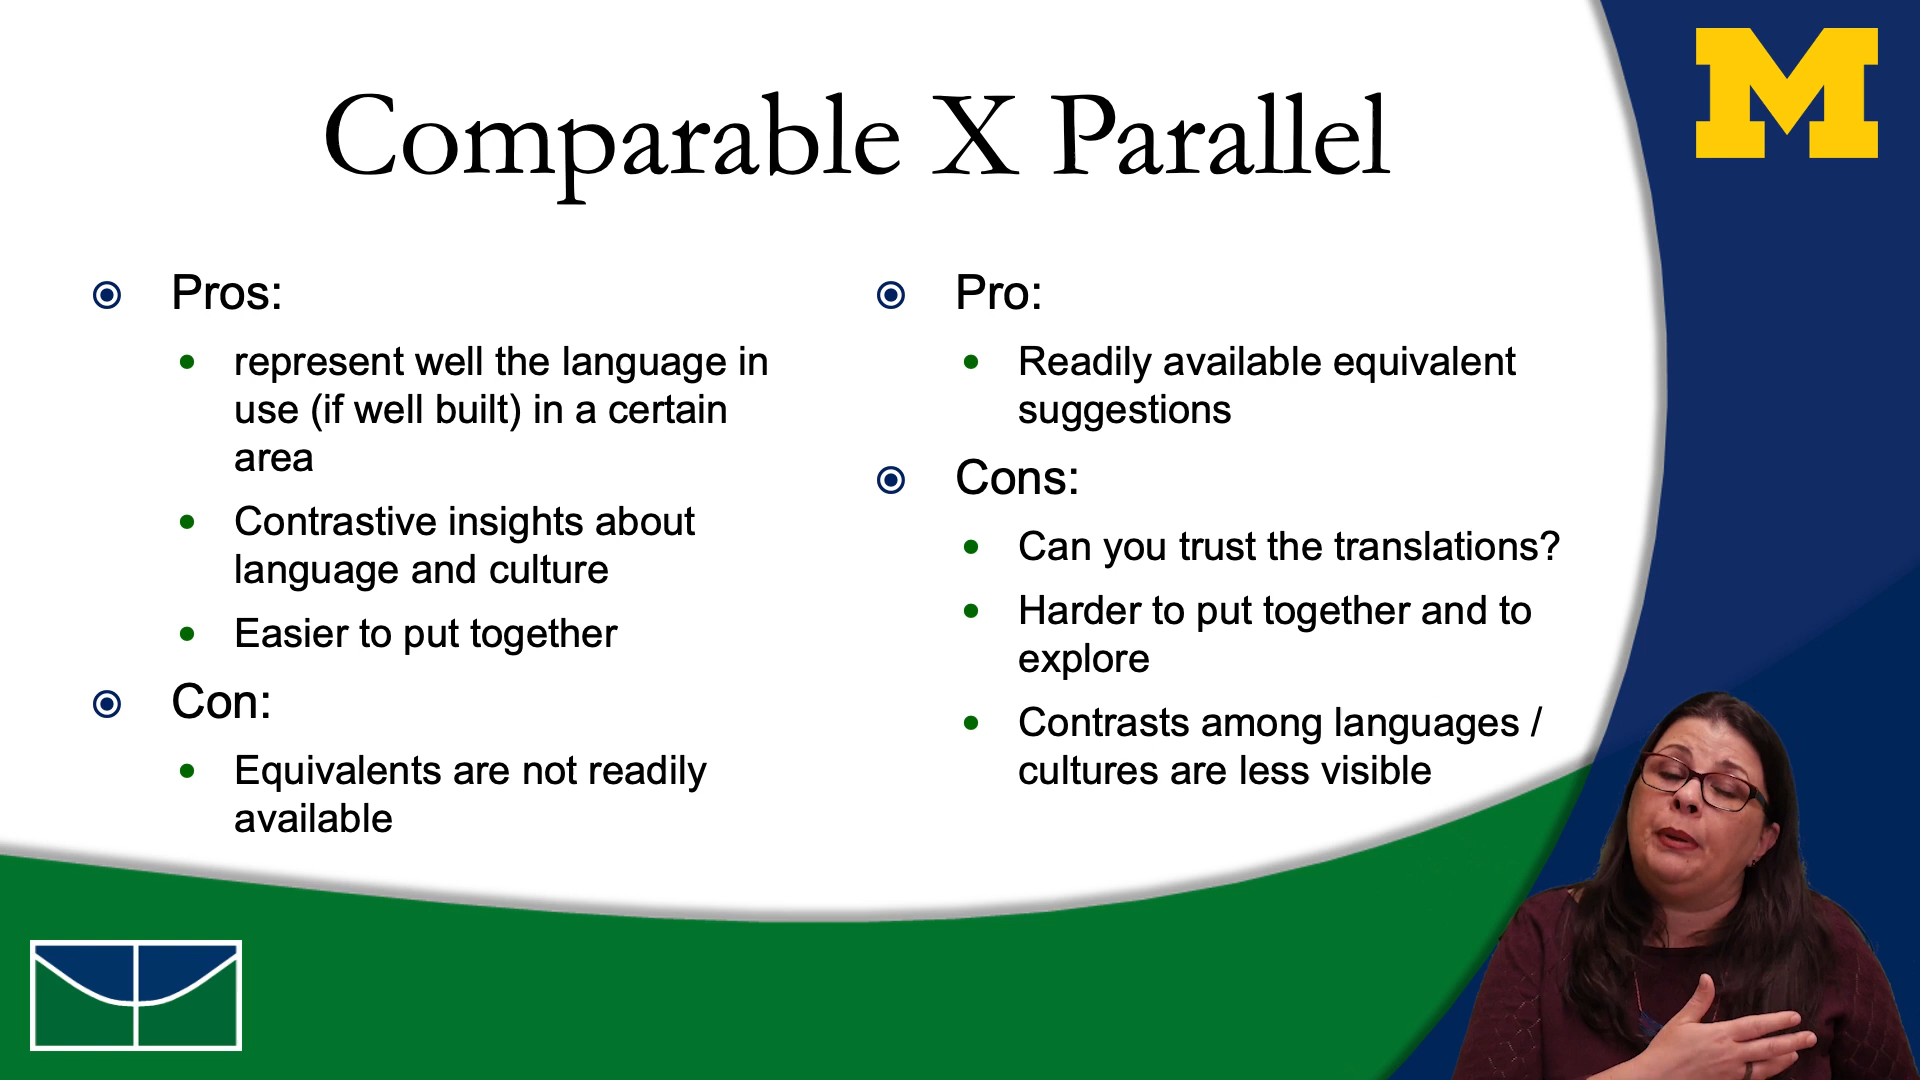 M
Comparable X Parallel
Pros:
represent well the language in
use (if well built) in a certain
area
Contrastive insights about
language and culture
Easier to put together
Con:
Equivalents are not readily
available
Pro:
Readily available equivalent
suggestions
Cons:
Can you trust the translations?
Harder to put together and to
explore
Contrasts among languages /
cultures are less visible